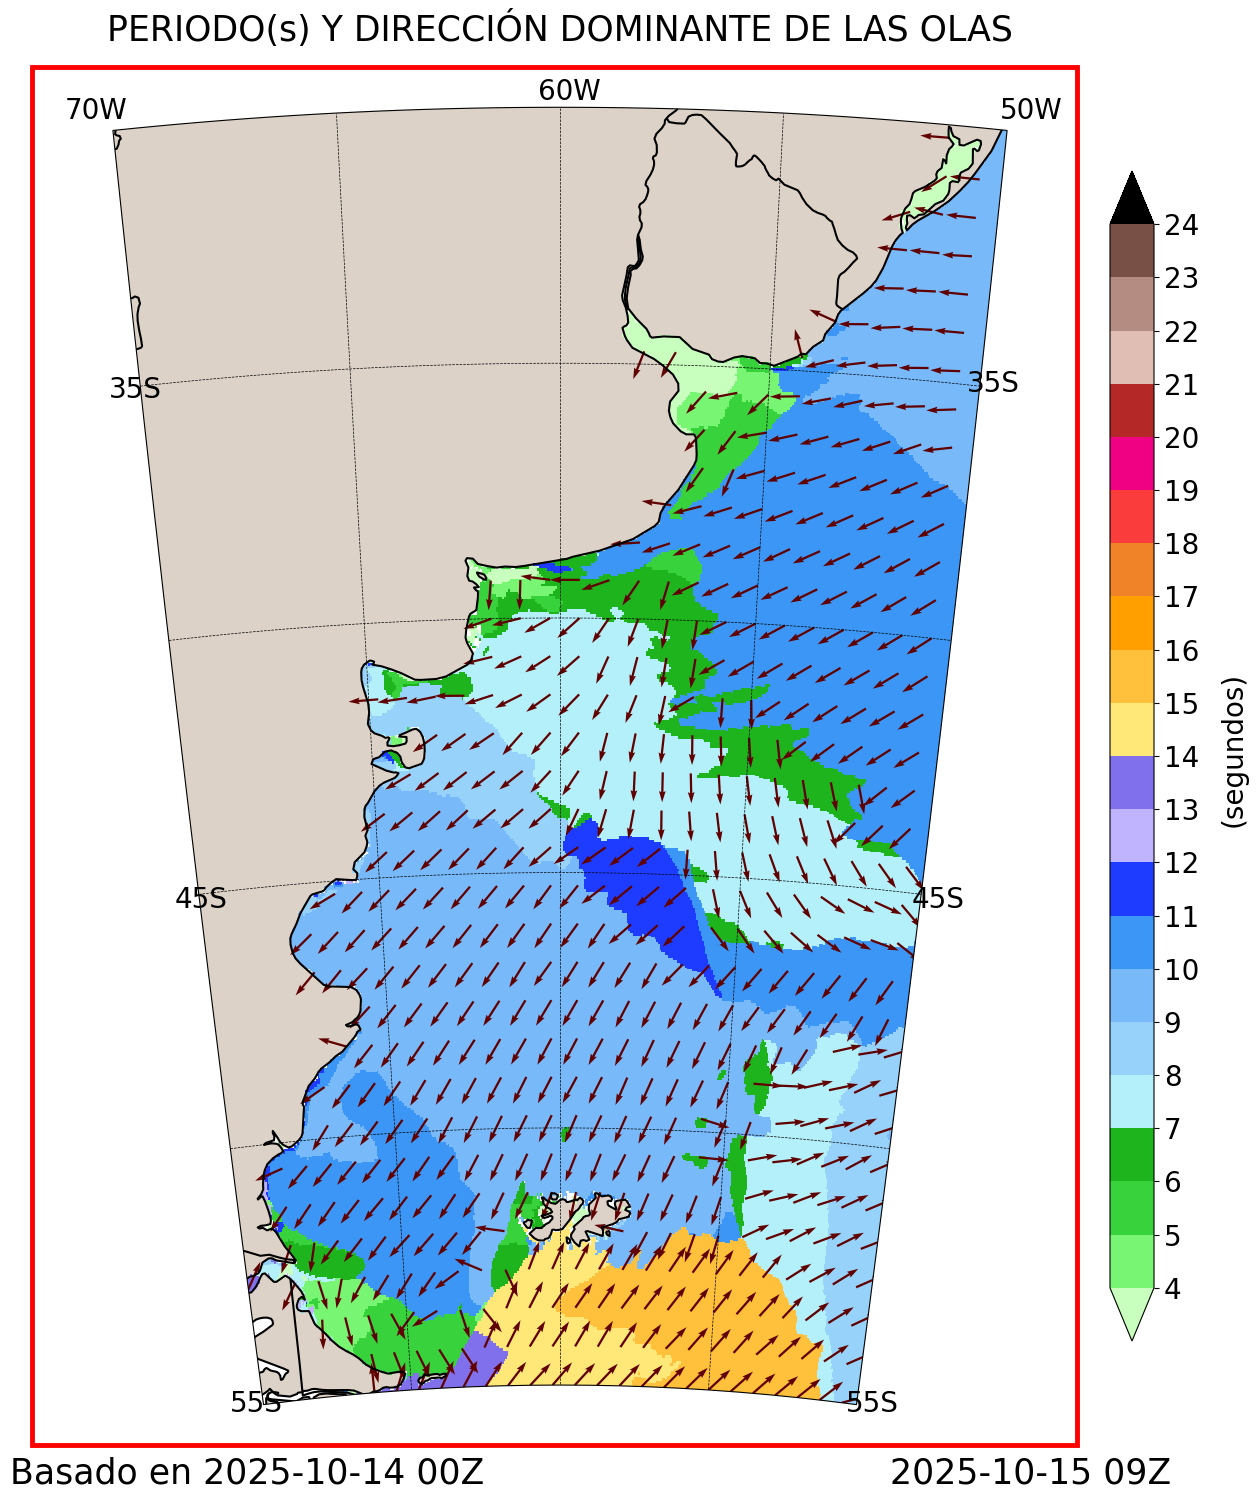 PERIODO(s) Y DIRECCIÓN DOMINANTE DE LAS OLAS
70W
60W
50W
35S
35S
45S
45S
55S
55S
24
23
22
21
20
19
18
17
16
15
14
13
12
11
10
9
8
7
6
5
4
(segundos)
Basado en 2025-10-14 00Z
2025-10-15 09Z